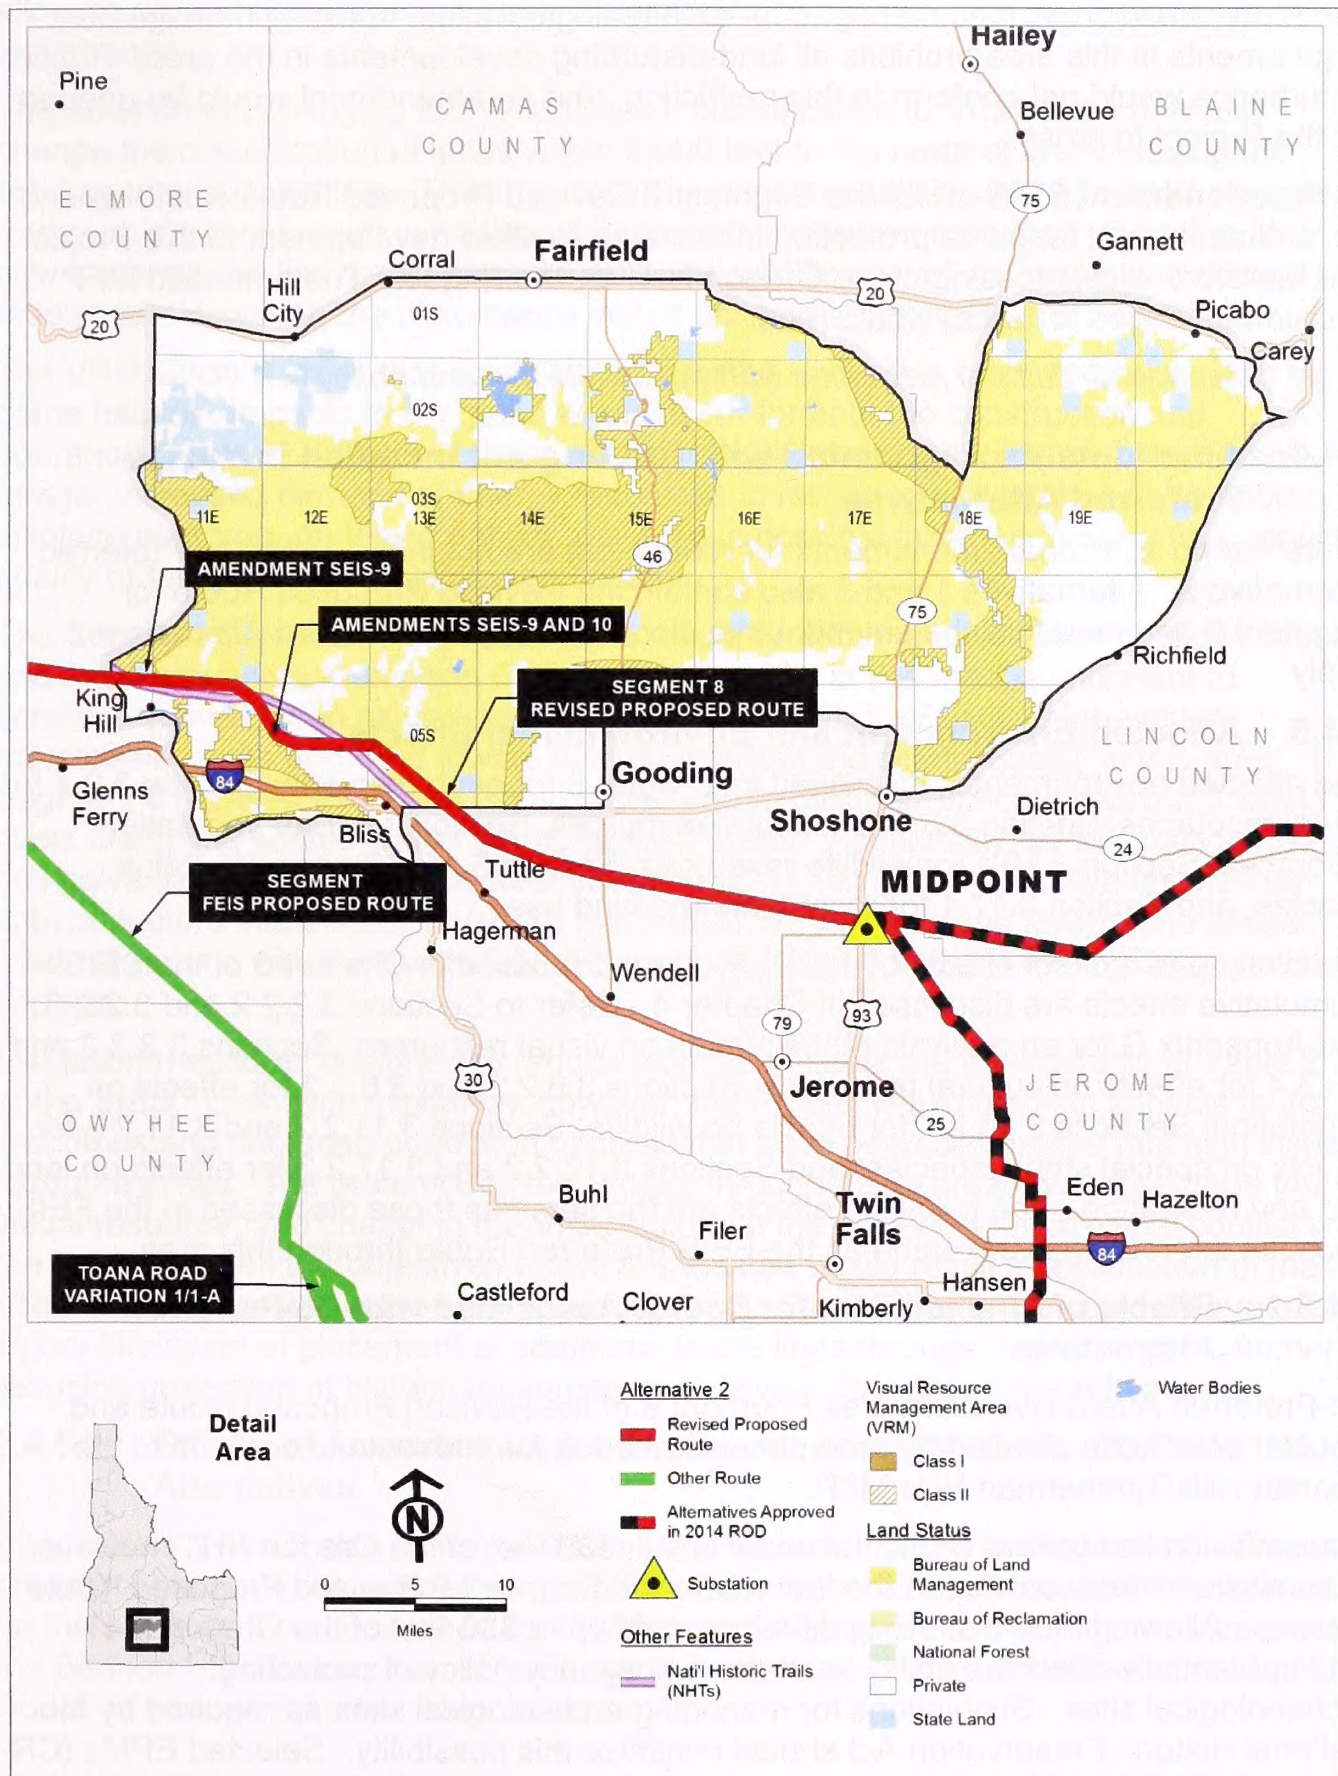 Hailey
Pine
CAMAS
COUNTY
Bellevue
BLAINE
COUNTY
75
ELMORE
COUNTY
Gannett
Corral
Fairfield
Hill
City
01S
20
20
Picabo
Carey
02S
03S
11E
12E
13E
14E
15E
16E
17E
18E
19E
46
AMENDMENT SEIS-9
75
AMENDMENTS SEIS-9 AND 10
Richfield
SEGMENT 8
REVISED PROPOSED ROUTE
King
Hill
05S
LINCOLN
COUNTY
84
Gooding
Glenns
Ferry
Shoshone
Dietrich
Bliss
24
Tuttle
MIDPOINT
SEGMENT
FEIS PROPOSED ROUTE
Hagerman
Wendell
79
93
30
Jerome
JEROME
COUNTY
25
OWYHEE
COUNTY
Buhl
Twin
Falls
Eden
Hazelton
Filer
84
TOANA ROAD
VARIATION 1/1-A
Castleford
Clover
Kimberly
Hansen
Detail
Area
N
0 5 10
Miles
Alternative 2
Revised Proposed
Route
Other Route
Alternatives Approved
in 2014 ROD
Substation
Other Features
Nat'l Historic Trails
(NHTs)
Visual Resource
Management Area
(VRM)
Class I
Class II
Land Status
Bureau of Land
Management
Bureau of Reclamation
National Forest
Private
State Land
Water Bodies